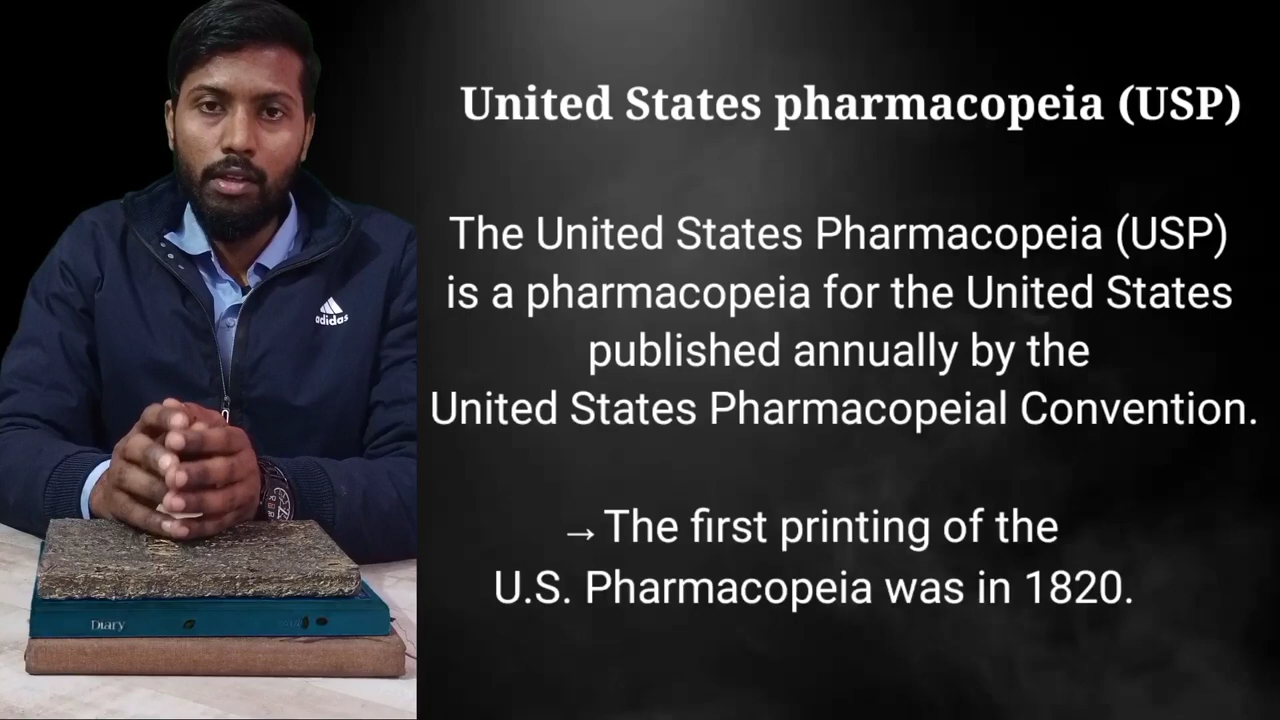 United States pharmacopeia (USP)
The United States Pharmacopeia (USP)
is a pharmacopeia for the United States
published annually by the
United States Pharmacopeial Convention.
→The first printing of the
U.S. Pharmacopeia was in 1820.
adidas
Diary